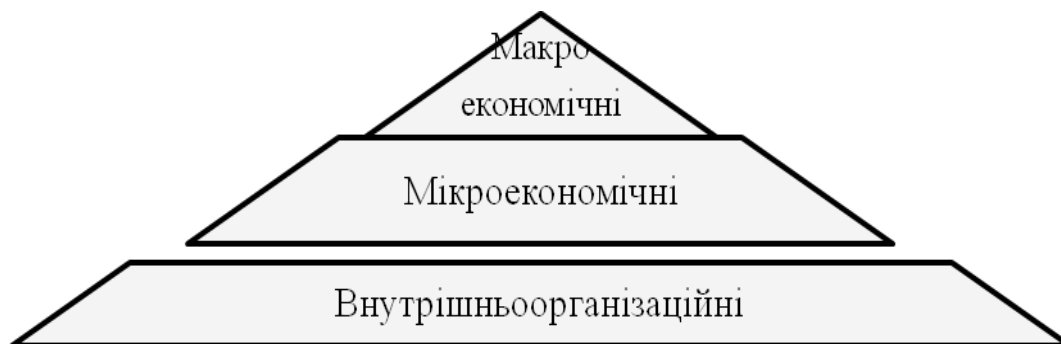 Макро
економічні
Мікроекономічні
Внутрішньоорганізаційні